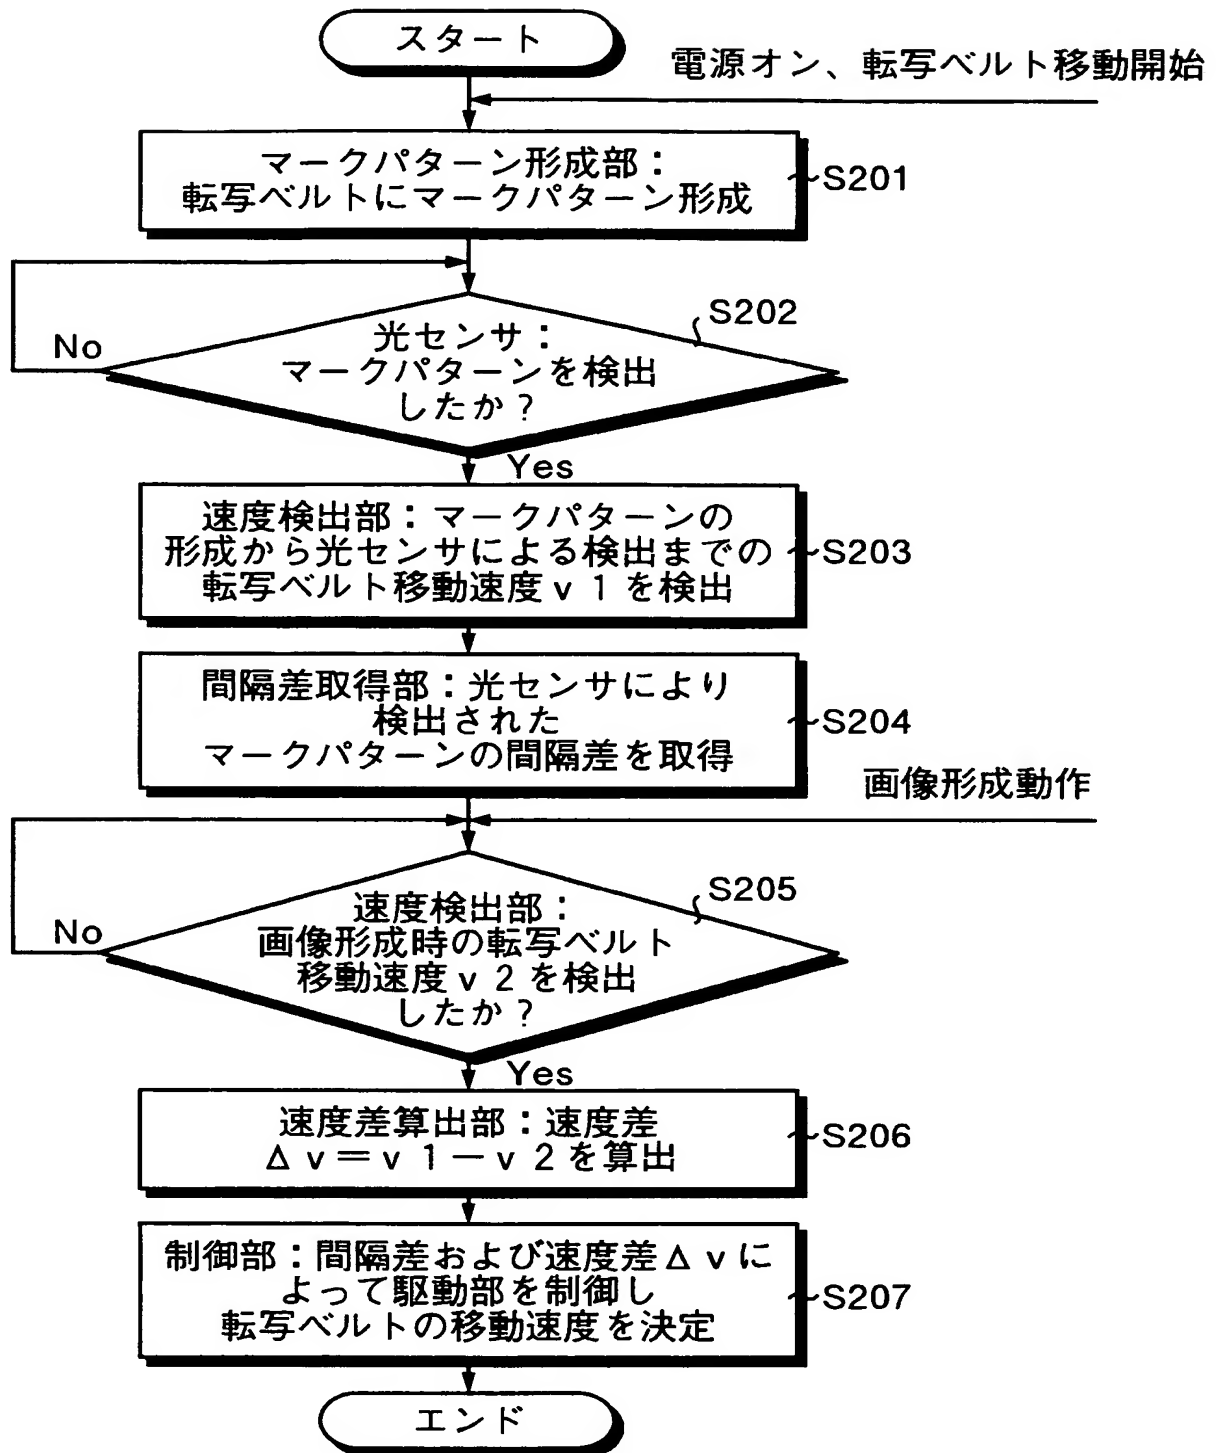 スタート
電源オン、転写ベルト移動開始
マークパターン形成部：
転写ベルトにマークパターン形成
S201
S202
光センサ：
マークパターンを検出
したか？
No
Yes
速度検出部：マークパターンの
形成から光センサによる検出までの
転写ベルト移動速度ｖ１を検出
S203
間隔差取得部：光センサにより
検出された
マークパターンの間隔差を取得
S204
画像形成動作
S205
速度検出部：
画像形成時の転写ベルト
移動速度ｖ２を検出
したか？
No
Yes
速度差算出部：速度差
Δｖ＝ｖ１－ｖ２を算出
S206
制御部：間隔差および速度差Δｖに
よって駆動部を制御し
転写ベルトの移動速度を決定
S207
エンド